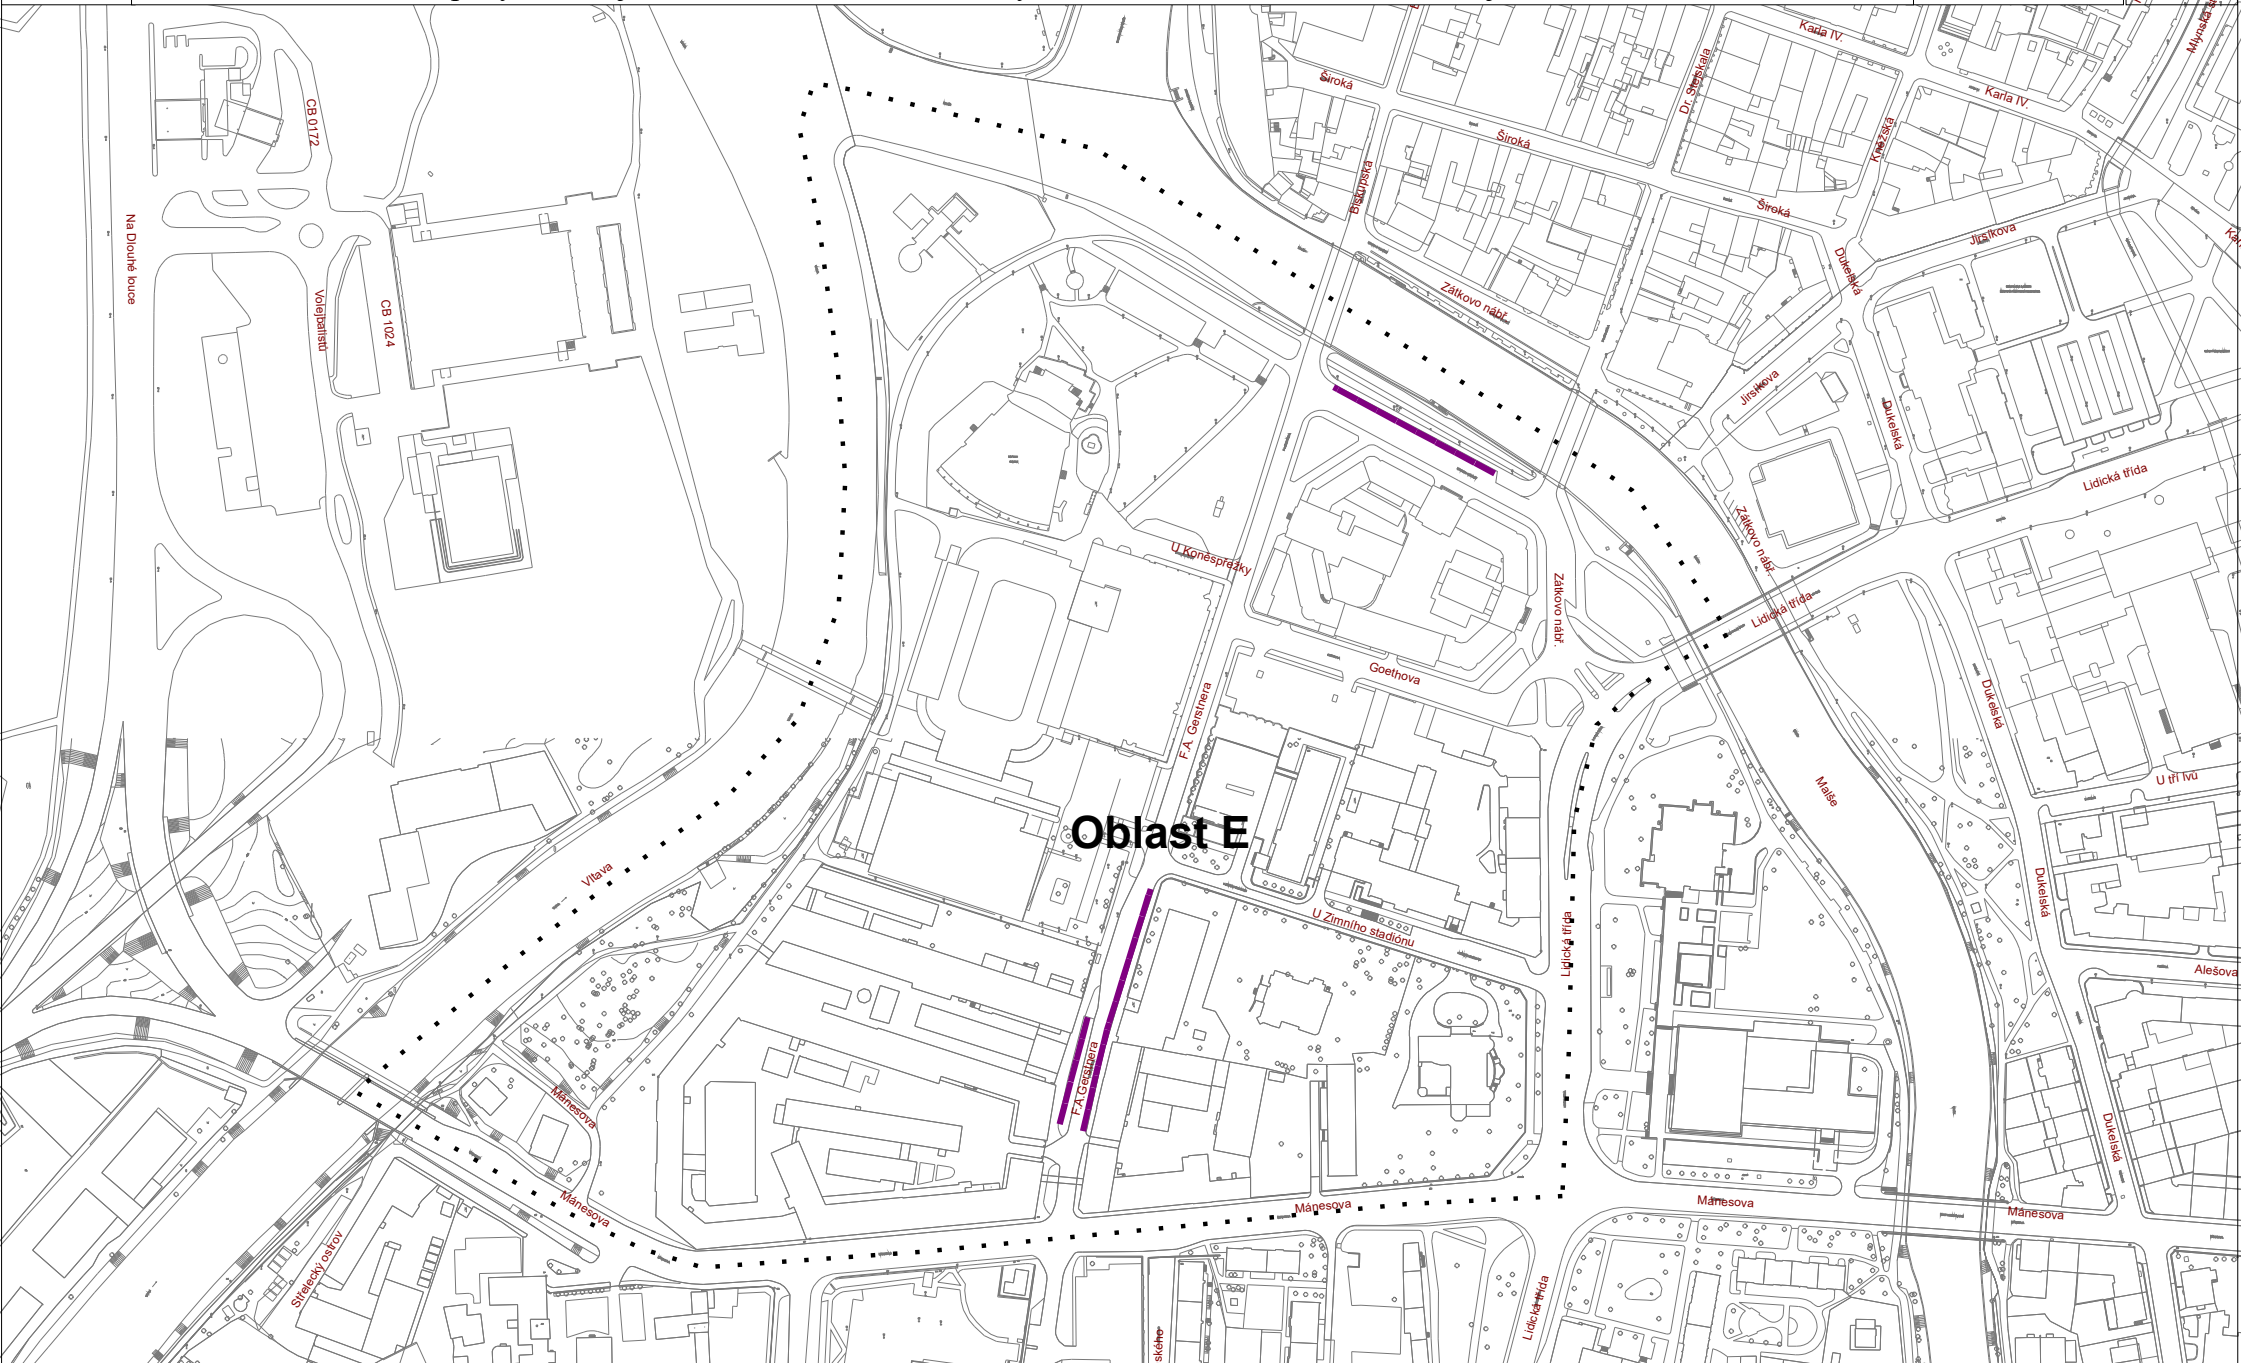 Karla IV.
Mlýnská
Široká
Dr. Stejskala
Karla IV.
CB 0172
Široká
Kněžská
Biskupská
Široká
Na Dlouhé louce
Jirsíkova
Dukelská
Volejbalistů
CB 1024
Zátkovo nábř.
Jirsíkova
Dukelská
Lidická třída
Zátkovo nábř.
U Koněspřežky
Zátkovo nábř.
Lidická třída
Goethova
F.A. Gerstnera
Dukelská
Malše
U tří lvů
Oblast E
Vltava
Dukelská
U Zimního stadiónu
Lidická třída
Alešova
F.A.Gerstnera
Mánesova
Dukelská
Mánesova
Mánesova
Mánesova
Mánesova
Střelecký ostrov
Lidická třída
ského